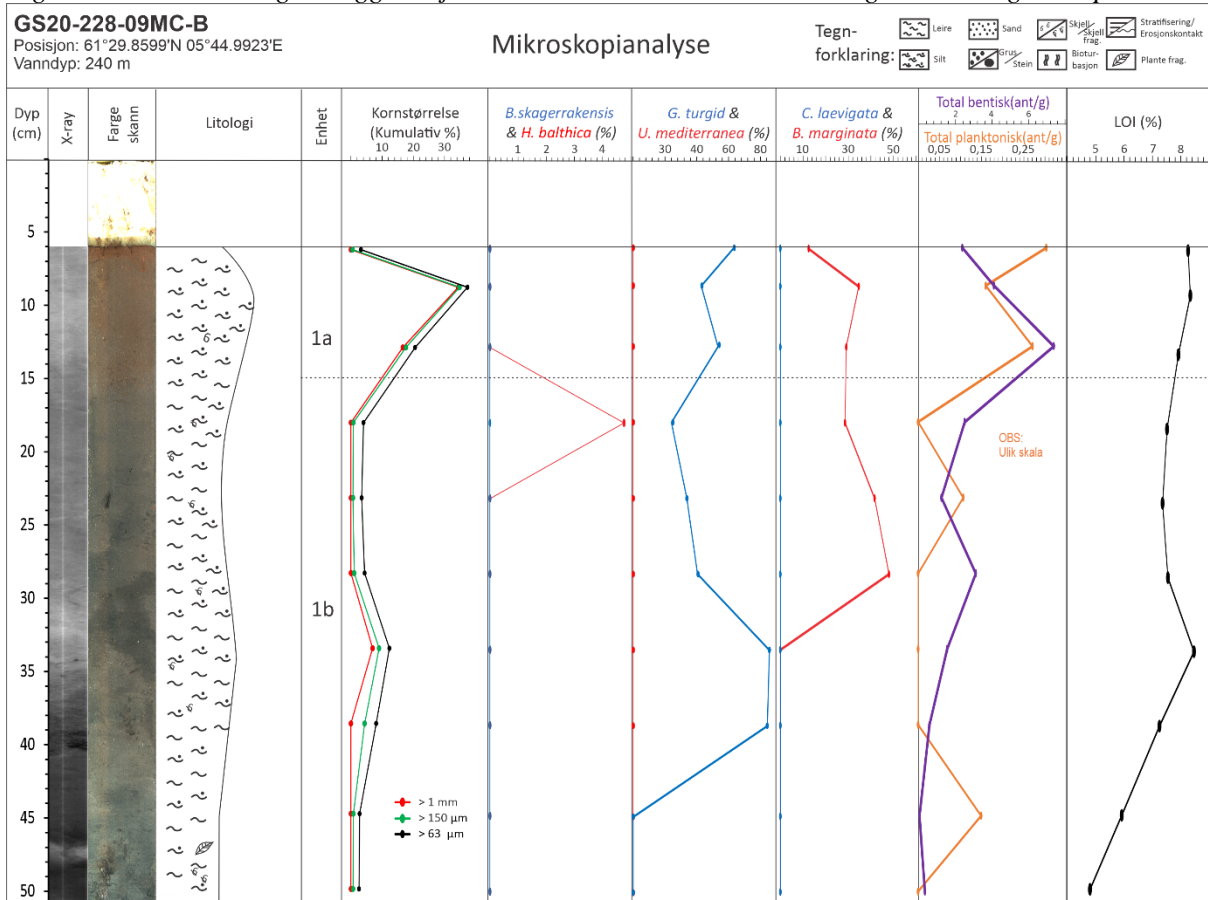 GS20-228-09MC-B
Posisjon: 61°29.8599'N 05°44.9923'E
Vanndyp: 240 m
Mikroskopianalyse
Tegn-
forklaring:
Leire
Sand
Skjell/
Skjell
frag.
Stratifisering/
Erosjonskontakt
Silt
Grus/
Stein
Biotur-
basjon
Plante frag.
Dyp
(cm)
X-ray
Farge
skann
Litologi
Enhet
Kornstørrelse
(Kumulativ %)
10 20 30
B.skagerrakensis
& H. balthica (%)
1 2 3 4
G. turgid &
U. mediterranea (%)
30 60 80
C. laevigata &
B. marginata (%)
10 30 50
Total bentisk(ant/g)
2 4 6
Total planktonisk(ant/g)
0,05 0,15 0,25
LOI (%)
5 6 7 8
5
10
1a
15
20
OBS:
Ulik skala
25
30
1b
35
40
> 1 mm
> 150 µm
> 63 µm
45
50